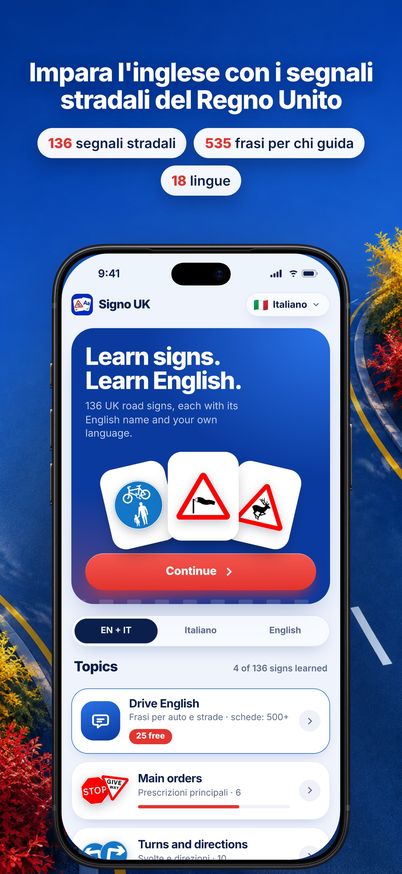 Impara l'inglese con i segnali
stradali del Regno Unito
136 segnali stradali
535 frasi per chi guida
18 lingue
9:41
Signo UK
Italiano
Learn signs.
Learn English.
136 UK road signs, each with its
English name and your own
language.
Continue
EN + IT
Italiano
English
Topics
4 of 136 signs learned
Drive English
Frasi per auto e strade · schede: 500+
25 free
STOP
GIVE
WAY
Main orders
Prescrizioni principali · 6
Turns and directions
Svolte e direzioni · 10